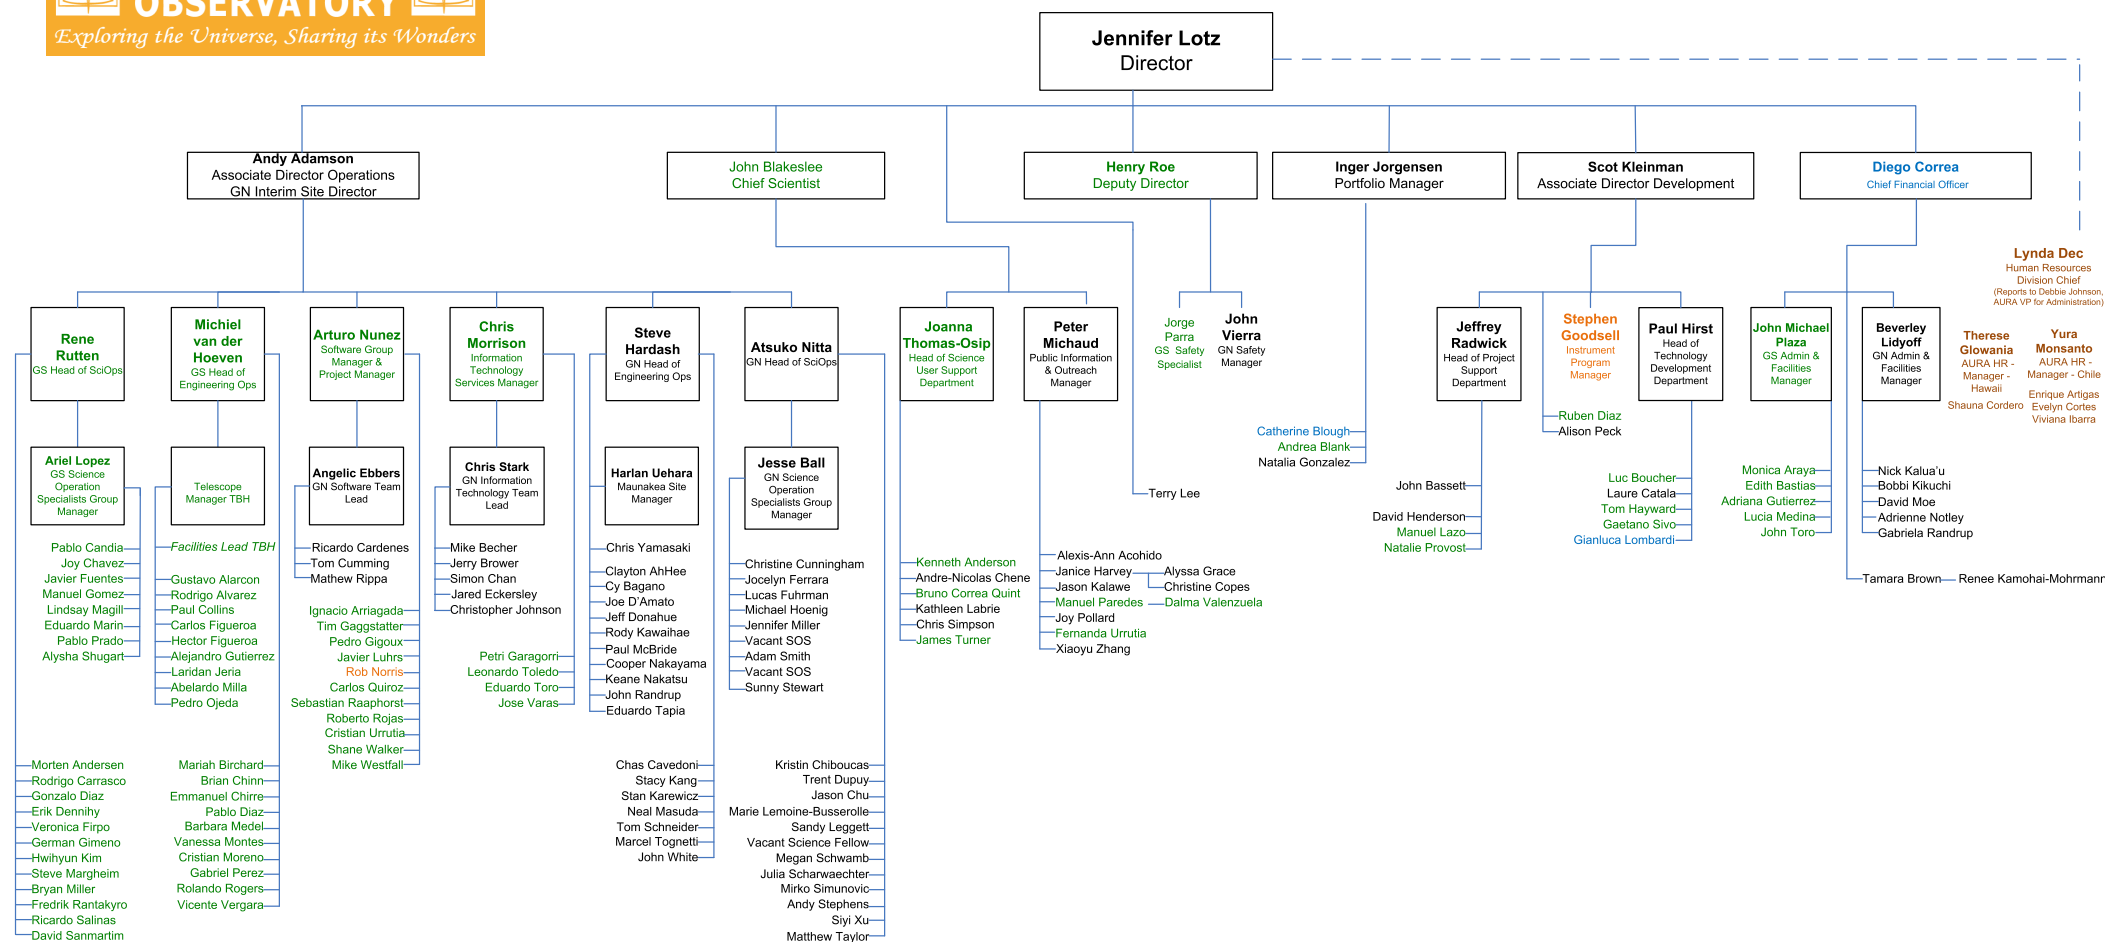 OBSERVATORY
Exploring the Universe, Sharing its Wonders
Jennifer Lotz
Director
Andy Adamson
Associate Director Operations
GN Interim Site Director
John Blakeslee
Chief Scientist
Henry Roe
Deputy Director
Inger Jorgensen
Portfolio Manager
Scot Kleinman
Associate Director Development
Diego Correa
Chief Financial Officer
Lynda Dec
Human Resources
Division Chief
(Reports to Debbie Johnson,
AURA VP for Administration)
Therese
Glowania
AURA HR -
Manager -
Hawaii
Shauna Cordero
Yura
Monsanto
AURA HR -
Manager - Chile
Enrique Artigas
Evelyn Cortes
Viviana Ibarra
Rene
Rutten
GS Head of SciOps
Michiel
van der
Hoeven
GS Head of
Engineering Ops
Arturo Nunez
Software Group
Manager &
Project Manager
Chris
Morrison
Information
Technology
Services Manager
Steve
Hardash
GN Head of
Engineering Ops
Atsuko Nitta
GN Head of SciOps
Joanna
Thomas-Osip
Head of Science
User Support
Department
Peter
Michaud
Public Information
& Outreach
Manager
Jorge
Parra
GS Safety
Specialist
John
Vierra
GN Safety
Manager
Jeffrey
Radwick
Head of Project
Support
Department
Stephen
Goodsell
Instrument
Program
Manager
Paul Hirst
Head of
Technology
Development
Department
John Michael
Plaza
GS Admin &
Facilities
Manager
Beverley
Lidyoff
GN Admin &
Facilities
Manager
Ariel Lopez
GS Science
Operation
Specialists Group
Manager
Telescope
Manager TBH
Angelic Ebbers
GN Software Team
Lead
Chris Stark
GN Information
Technology Team
Lead
Harlan Uehara
Maunakea Site
Manager
Jesse Ball
GN Science
Operation
Specialists Group
Manager
Pablo Candia
Joy Chavez
Javier Fuentes
Manuel Gomez
Lindsay Magill
Eduardo Marin
Pablo Prado
Alysha Shugart
Morten Andersen
Rodrigo Carrasco
Gonzalo Diaz
Erik Dennihy
Veronica Firpo
German Gimeno
Hwihyun Kim
Steve Margheim
Bryan Miller
Fredrik Rantakyro
Ricardo Salinas
David Sanmartim
Facilities Lead TBH
Gustavo Alarcon
Rodrigo Alvarez
Paul Collins
Carlos Figueroa
Hector Figueroa
Alejandro Gutierrez
Laridan Jeria
Abelardo Milla
Pedro Ojeda
Mariah Birchard
Brian Chinn
Emmanuel Chirre
Pablo Diaz
Barbara Medel
Vanessa Montes
Cristian Moreno
Gabriel Perez
Rolando Rogers
Vicente Vergara
Ricardo Cardenes
Tom Cumming
Mathew Rippa
Ignacio Arriagada
Tim Gaggstatter
Pedro Gigoux
Javier Luhrs
Rob Norris
Carlos Quiroz
Sebastian Raaphorst
Roberto Rojas
Cristian Urrutia
Shane Walker
Mike Westfall
Mike Becher
Jerry Brower
Simon Chan
Jared Eckersley
Christopher Johnson
Petri Garagorri
Leonardo Toledo
Eduardo Toro
Jose Varas
Chris Yamasaki
Clayton AhHee
Cy Bagano
Joe D'Amato
Jeff Donahue
Rody Kawaihae
Paul McBride
Cooper Nakayama
Keane Nakatsu
John Randrup
Eduardo Tapia
Chas Cavedoni
Stacy Kang
Stan Karewicz
Neal Masuda
Tom Schneider
Marcel Tognetti
John White
Christine Cunningham
Jocelyn Ferrara
Lucas Fuhrman
Michael Hoenig
Jennifer Miller
Vacant SOS
Adam Smith
Vacant SOS
Sunny Stewart
Kristin Chiboucas
Trent Dupuy
Jason Chu
Marie Lemoine-Busserolle
Sandy Leggett
Vacant Science Fellow
Megan Schwamb
Julia Scharwaechter
Mirko Simunovic
Andy Stephens
Siyi Xu
Matthew Taylor
Kenneth Anderson
Andre-Nicolas Chene
Bruno Correa Quint
Kathleen Labrie
Chris Simpson
James Turner
Alexis-Ann Acohido
Janice Harvey
Jason Kalawe
Manuel Paredes
Joy Pollard
Fernanda Urrutia
Xiaoyu Zhang
Alyssa Grace
Christine Copes
Dalma Valenzuela
Terry Lee
Catherine Blough
Andrea Blank
Natalia Gonzalez
John Bassett
David Henderson
Manuel Lazo
Natalie Provost
Ruben Diaz
Alison Peck
Luc Boucher
Laure Catala
Tom Hayward
Gaetano Sivo
Gianluca Lombardi
Monica Araya
Edith Bastias
Adriana Gutierrez
Lucia Medina
John Toro
Nick Kalua'u
Bobbi Kikuchi
David Moe
Adrienne Notley
Gabriela Randrup
Tamara Brown
Renee Kamohai-Mohrmann